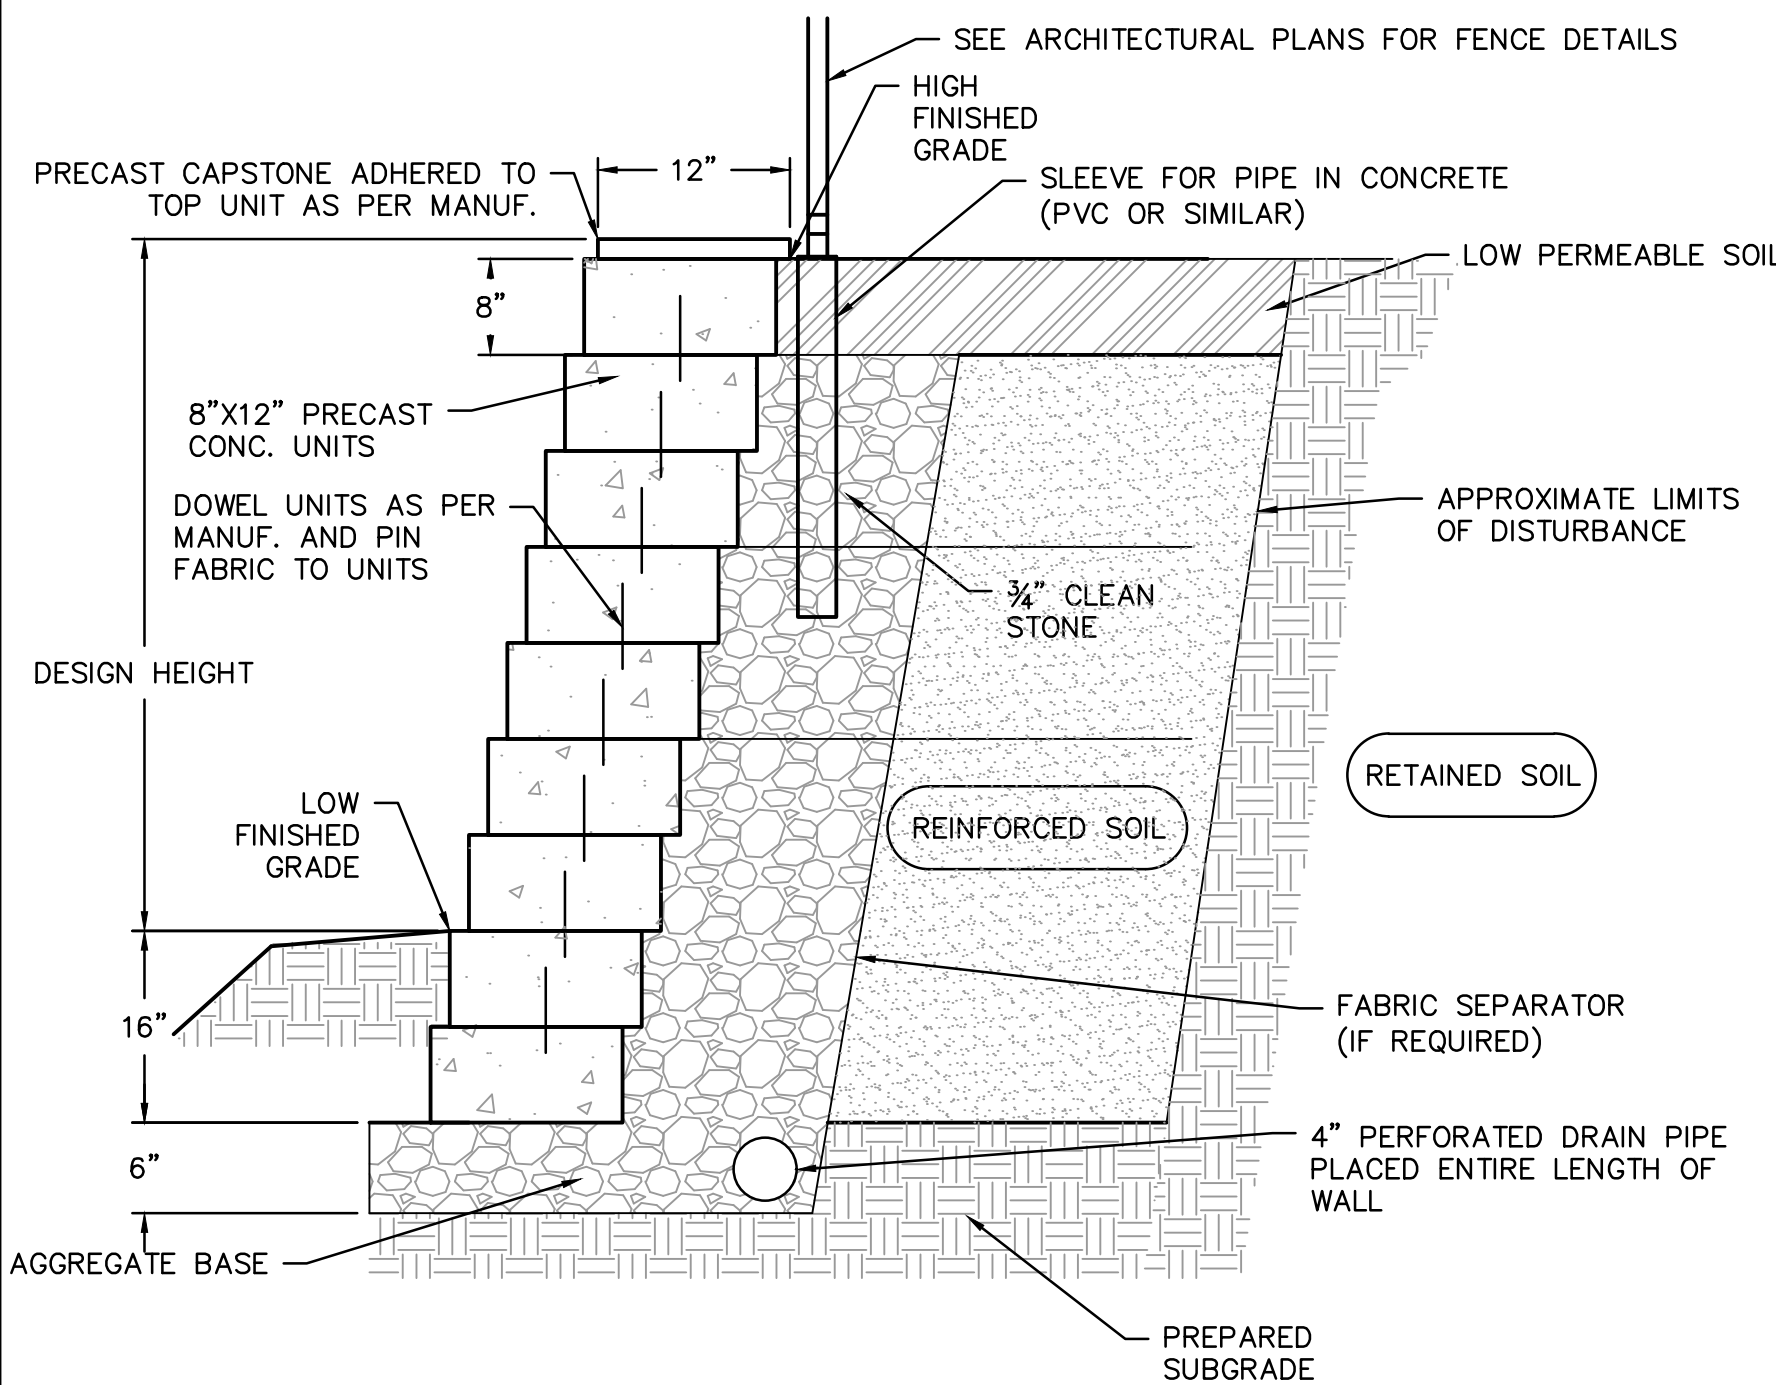 SEE ARCHITECTURAL PLANS FOR FENCE DETAILS
HIGH
FINISHED
GRADE
PRECAST CAPSTONE ADHERED TO
TOP UNIT AS PER MANUF.
12”
SLEEVE FOR PIPE IN CONCRETE
(PVC OR SIMILAR)
LOW PERMEABLE SOIL
8”
8”X12” PRECAST
CONC. UNITS
DOWEL UNITS AS PER
MANUF. AND PIN
FABRIC TO UNITS
APPROXIMATE LIMITS
OF DISTURBANCE
¾” CLEAN
STONE
DESIGN HEIGHT
RETAINED SOIL
REINFORCED SOIL
LOW
FINISHED
GRADE
16”
FABRIC SEPARATOR
(IF REQUIRED)
6”
4” PERFORATED DRAIN PIPE
PLACED ENTIRE LENGTH OF
WALL
AGGREGATE BASE
PREPARED
SUBGRADE